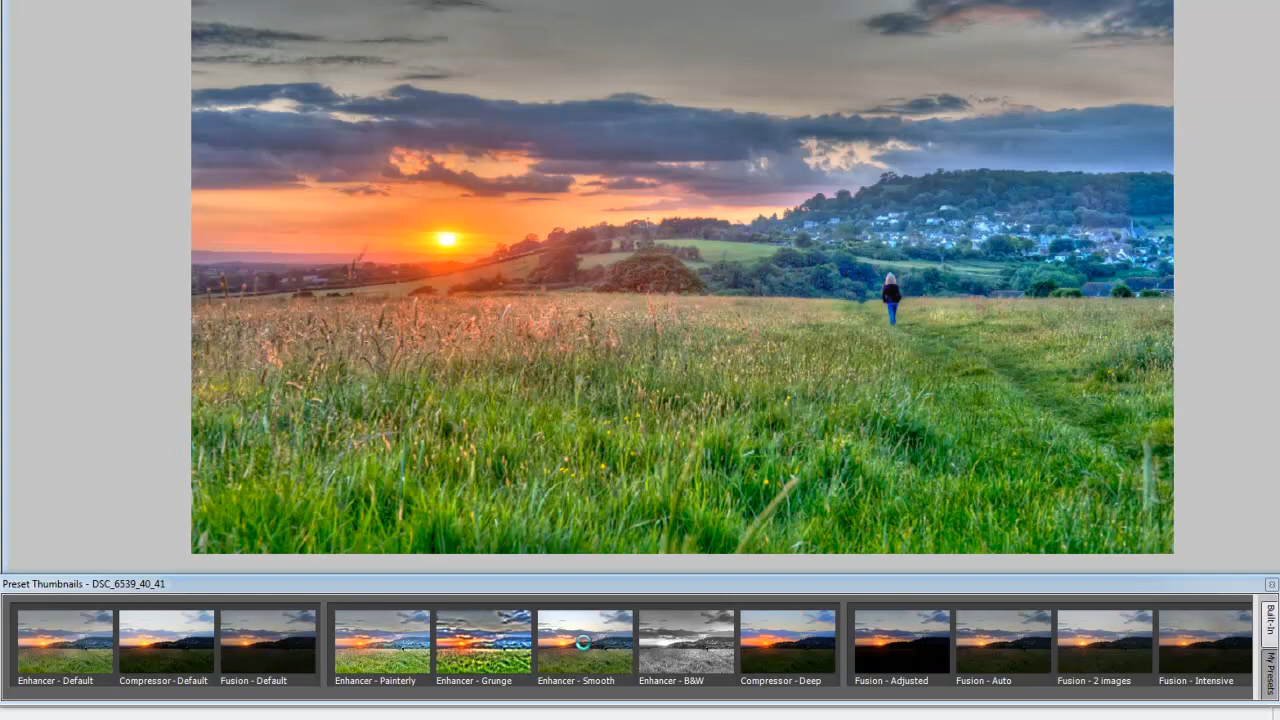 Preset Thumbnails - DSC_6539_40_41
Built-In
My Presets
Enhancer - Default
Compressor - Default
Fusion - Default
Enhancer - Painterly
Enhancer - Grunge
Enhancer - Smooth
Enhancer - B&W
Compressor - Deep
Fusion - Adjusted
Fusion - Auto
Fusion - 2 images
Fusion - Intensive